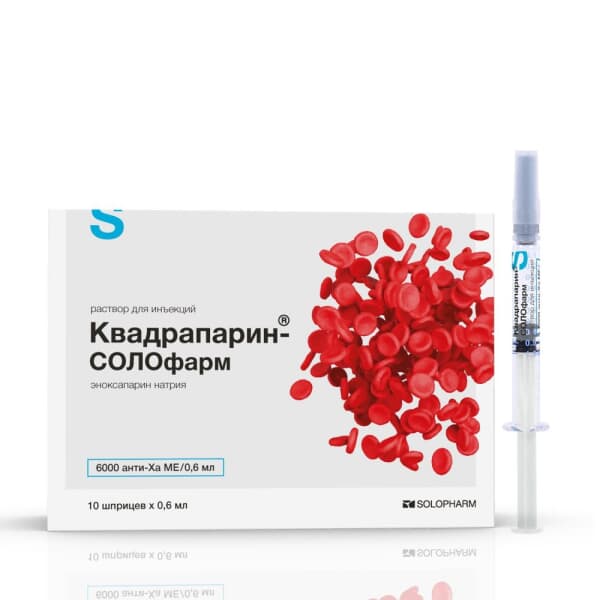 раствор для инъекций
Квадрапарин-®
СОЛОфарм
эноксапарин натрия
6000 анти-Ха МЕ/0,6 мл
10 шприцев х 0,6 мл
SOLOPHARM
Квадрапарин
СОЛОфарм